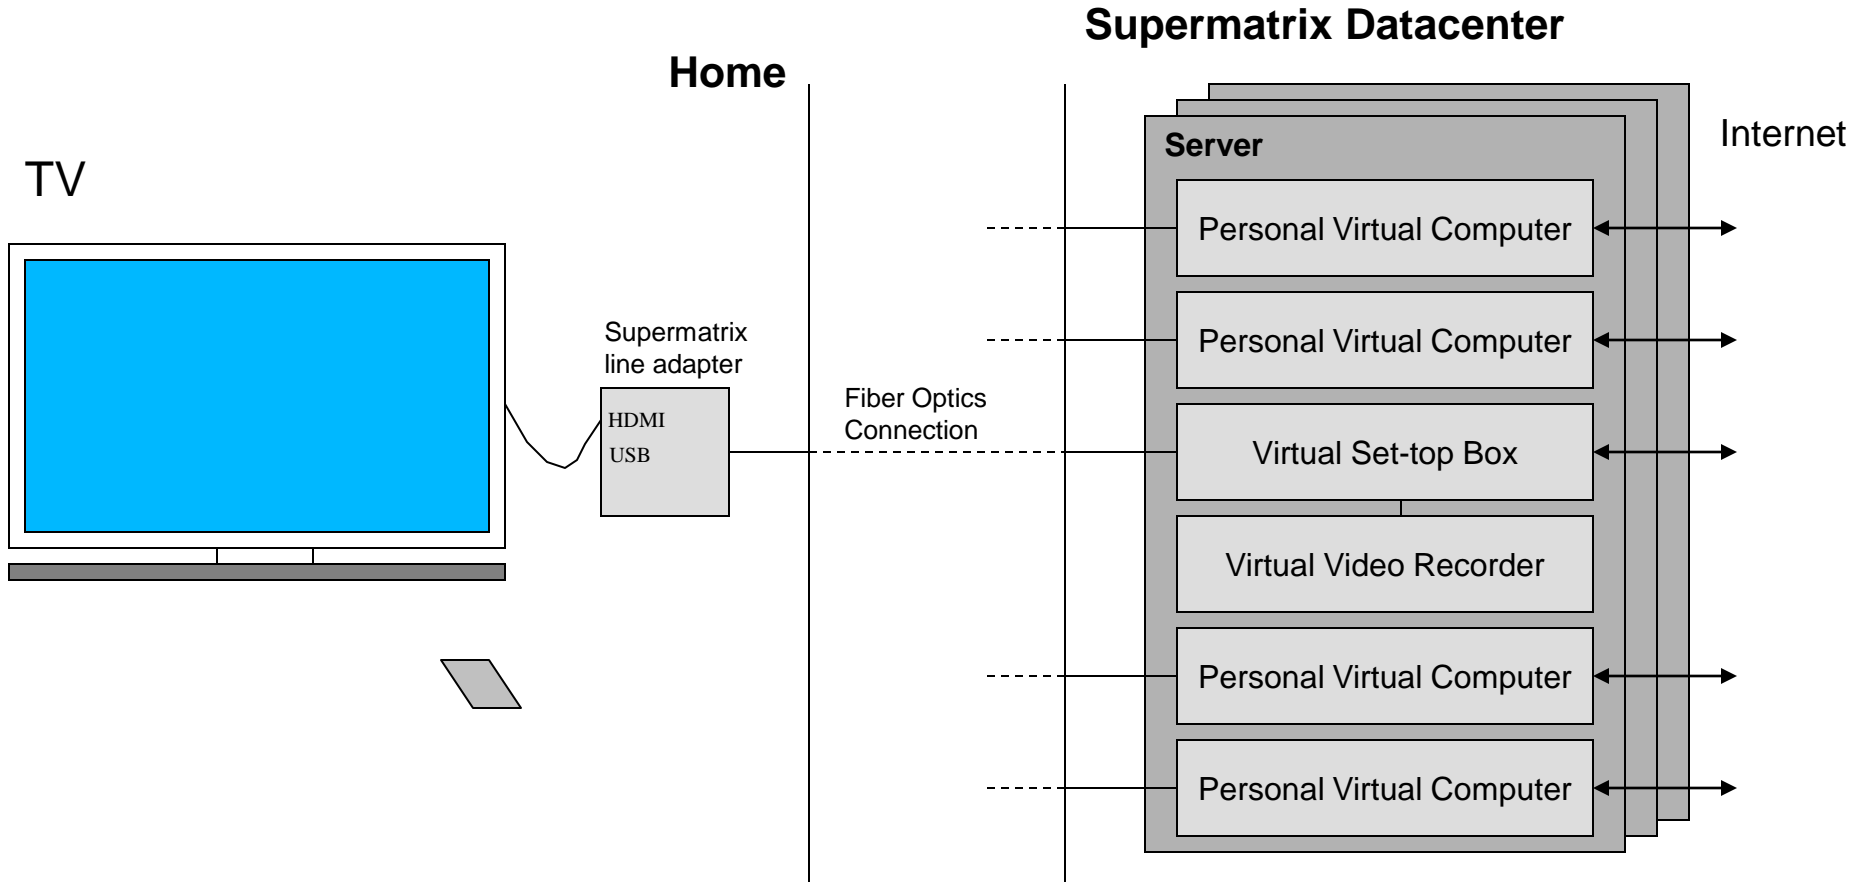 Supermatrix Datacenter
Home
Internet
Server
TV
Personal Virtual Computer
Personal Virtual Computer
Supermatrix
line adapter
HDMI
USB
Fiber Optics
Connection
Virtual Set-top Box
Virtual Video Recorder
Personal Virtual Computer
Personal Virtual Computer